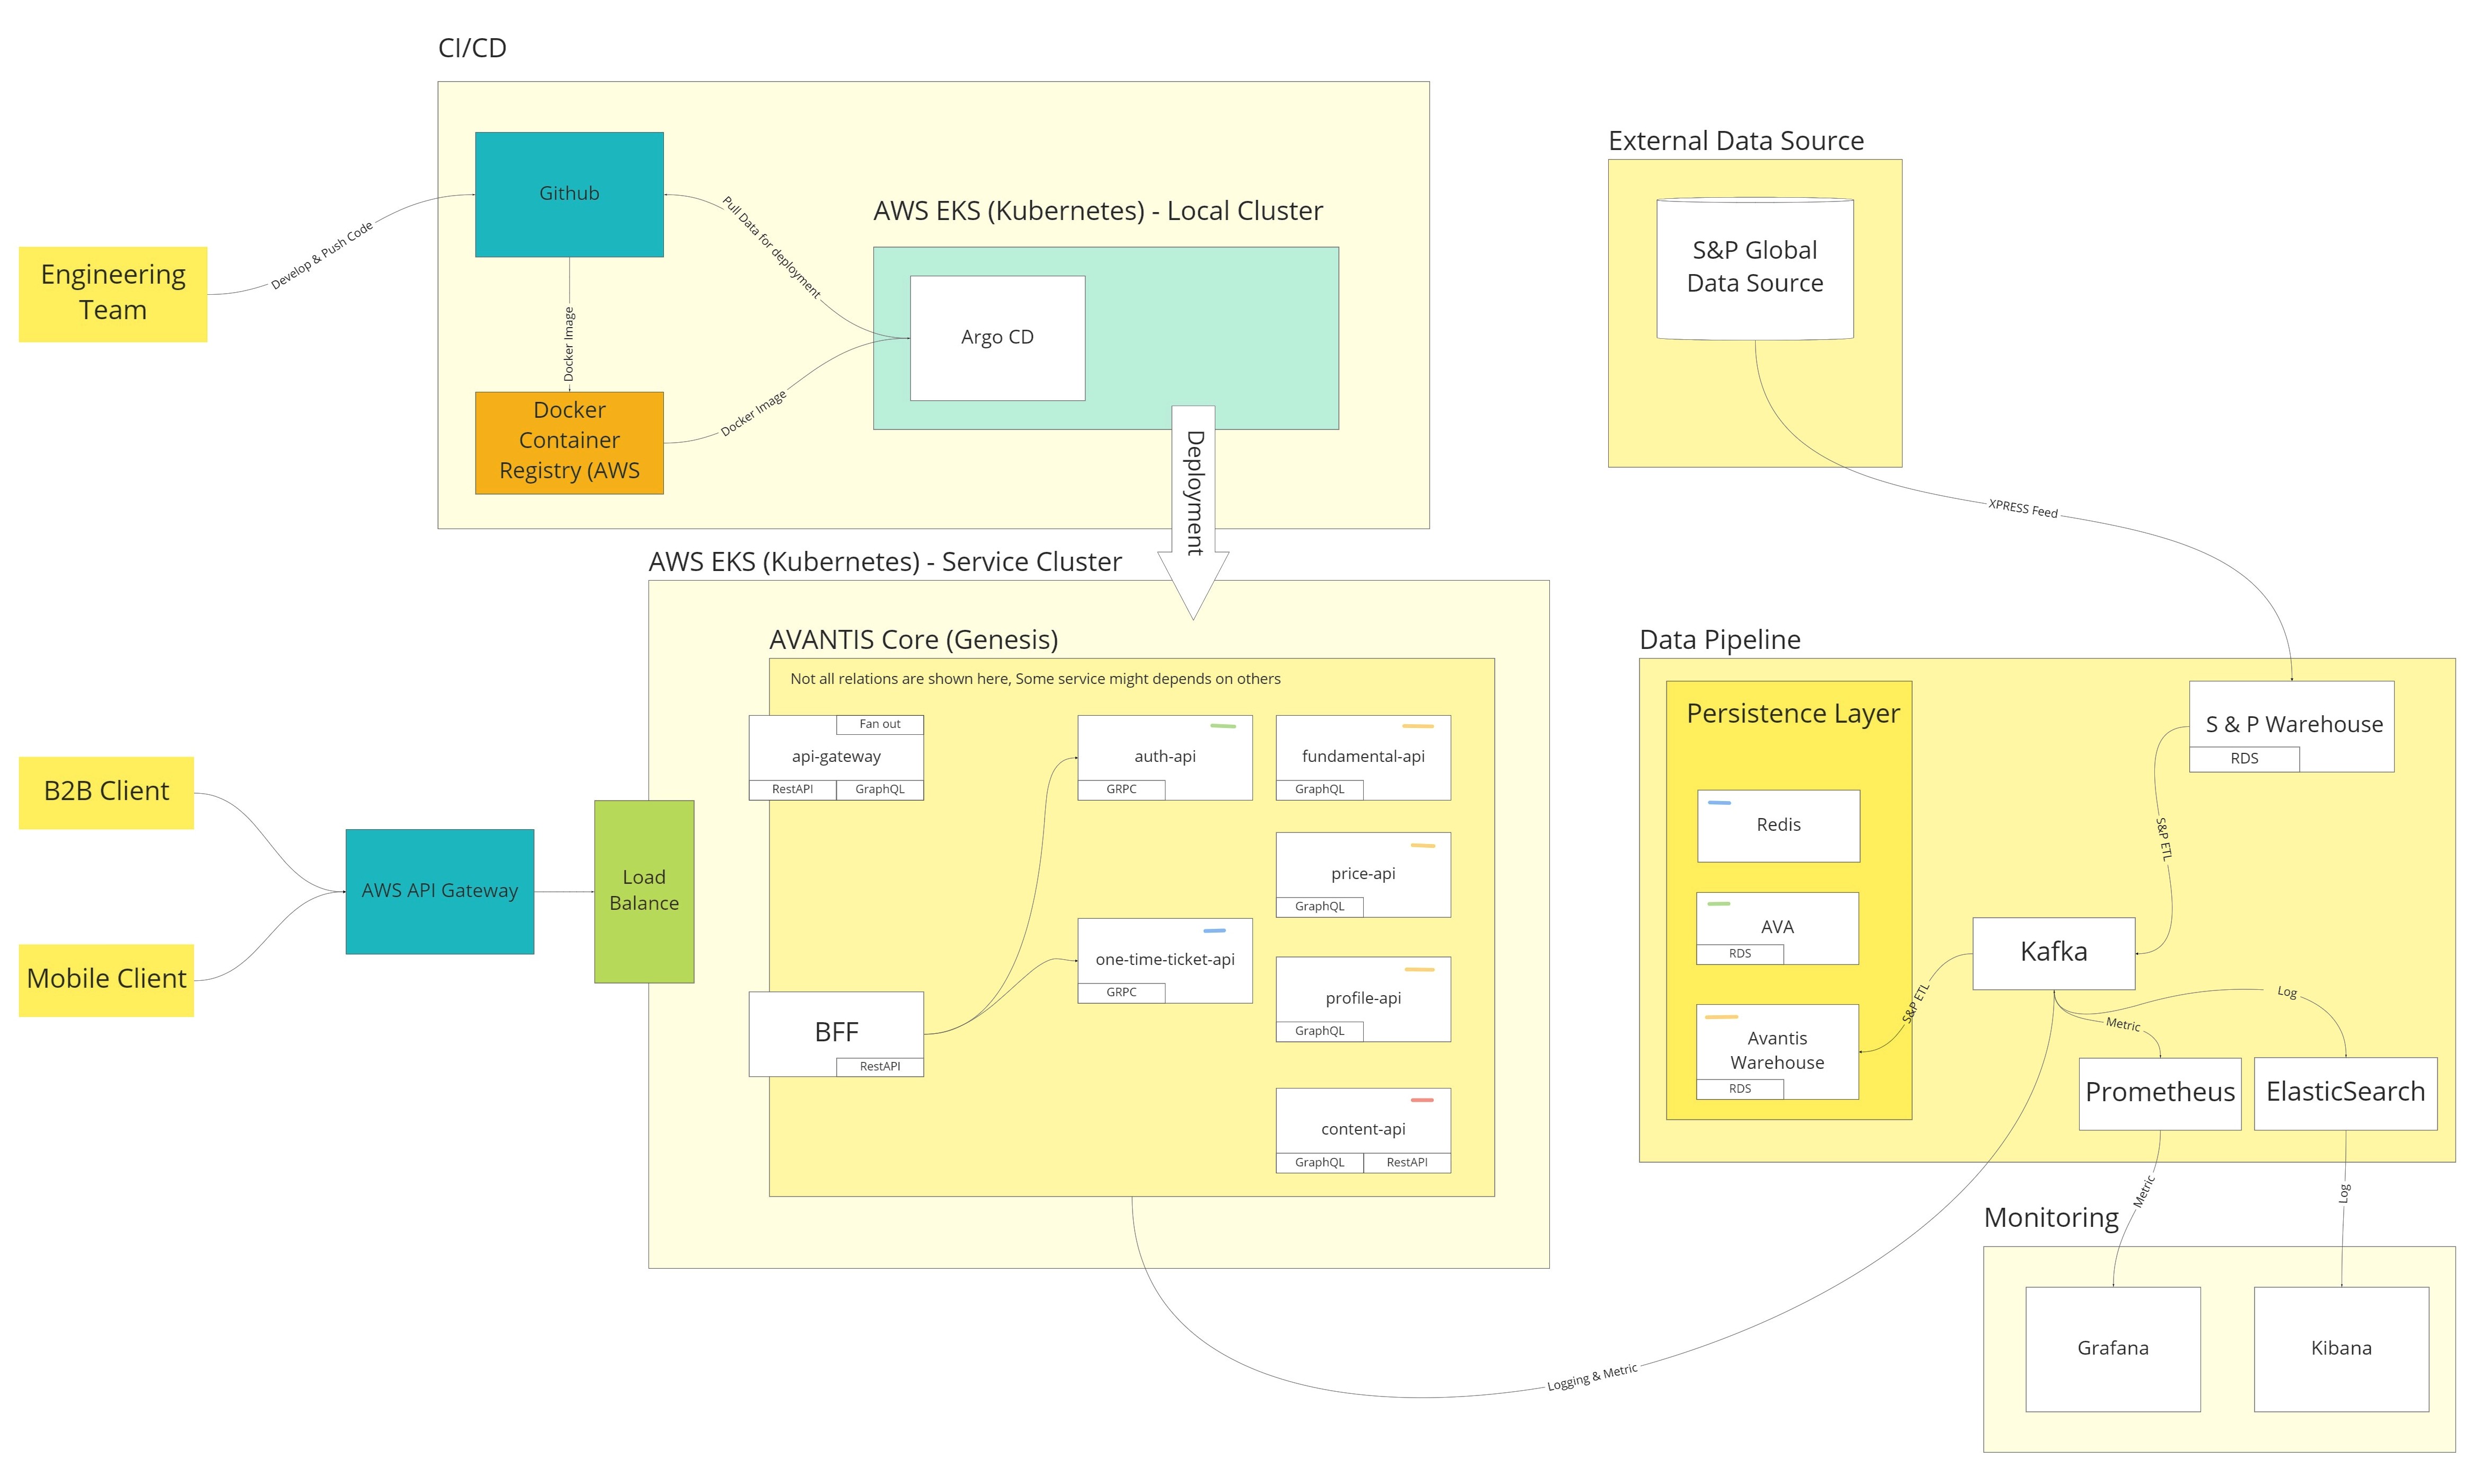 CI/CD
Github
Develop & Push Code
Engineering
Team
Pull Data for deployment
Docker Image
Docker
Container
Registry (AWS
Docker Image
AWS EKS (Kubernetes) - Local Cluster
Argo CD
Deployment
External Data Source
S&P Global
Data Source
XPRESS Feed
AWS EKS (Kubernetes) - Service Cluster
AVANTIS Core (Genesis)
Not all relations are shown here, Some service might depends on others
Fan out
api-gateway
RestAPI
GraphQL
auth-api
GRPC
fundamental-api
GraphQL
price-api
GraphQL
one-time-ticket-api
GRPC
profile-api
GraphQL
BFF
RestAPI
content-api
GraphQL
RestAPI
B2B Client
Mobile Client
AWS API Gateway
Load
Balance
Logging & Metric
Data Pipeline
Persistence Layer
Redis
AVA
RDS
Avantis
Warehouse
RDS
S & P Warehouse
RDS
S&P ETL
Kafka
S&P ETL
Metric
Log
Prometheus
ElasticSearch
Metric
Log
Monitoring
Grafana
Kibana